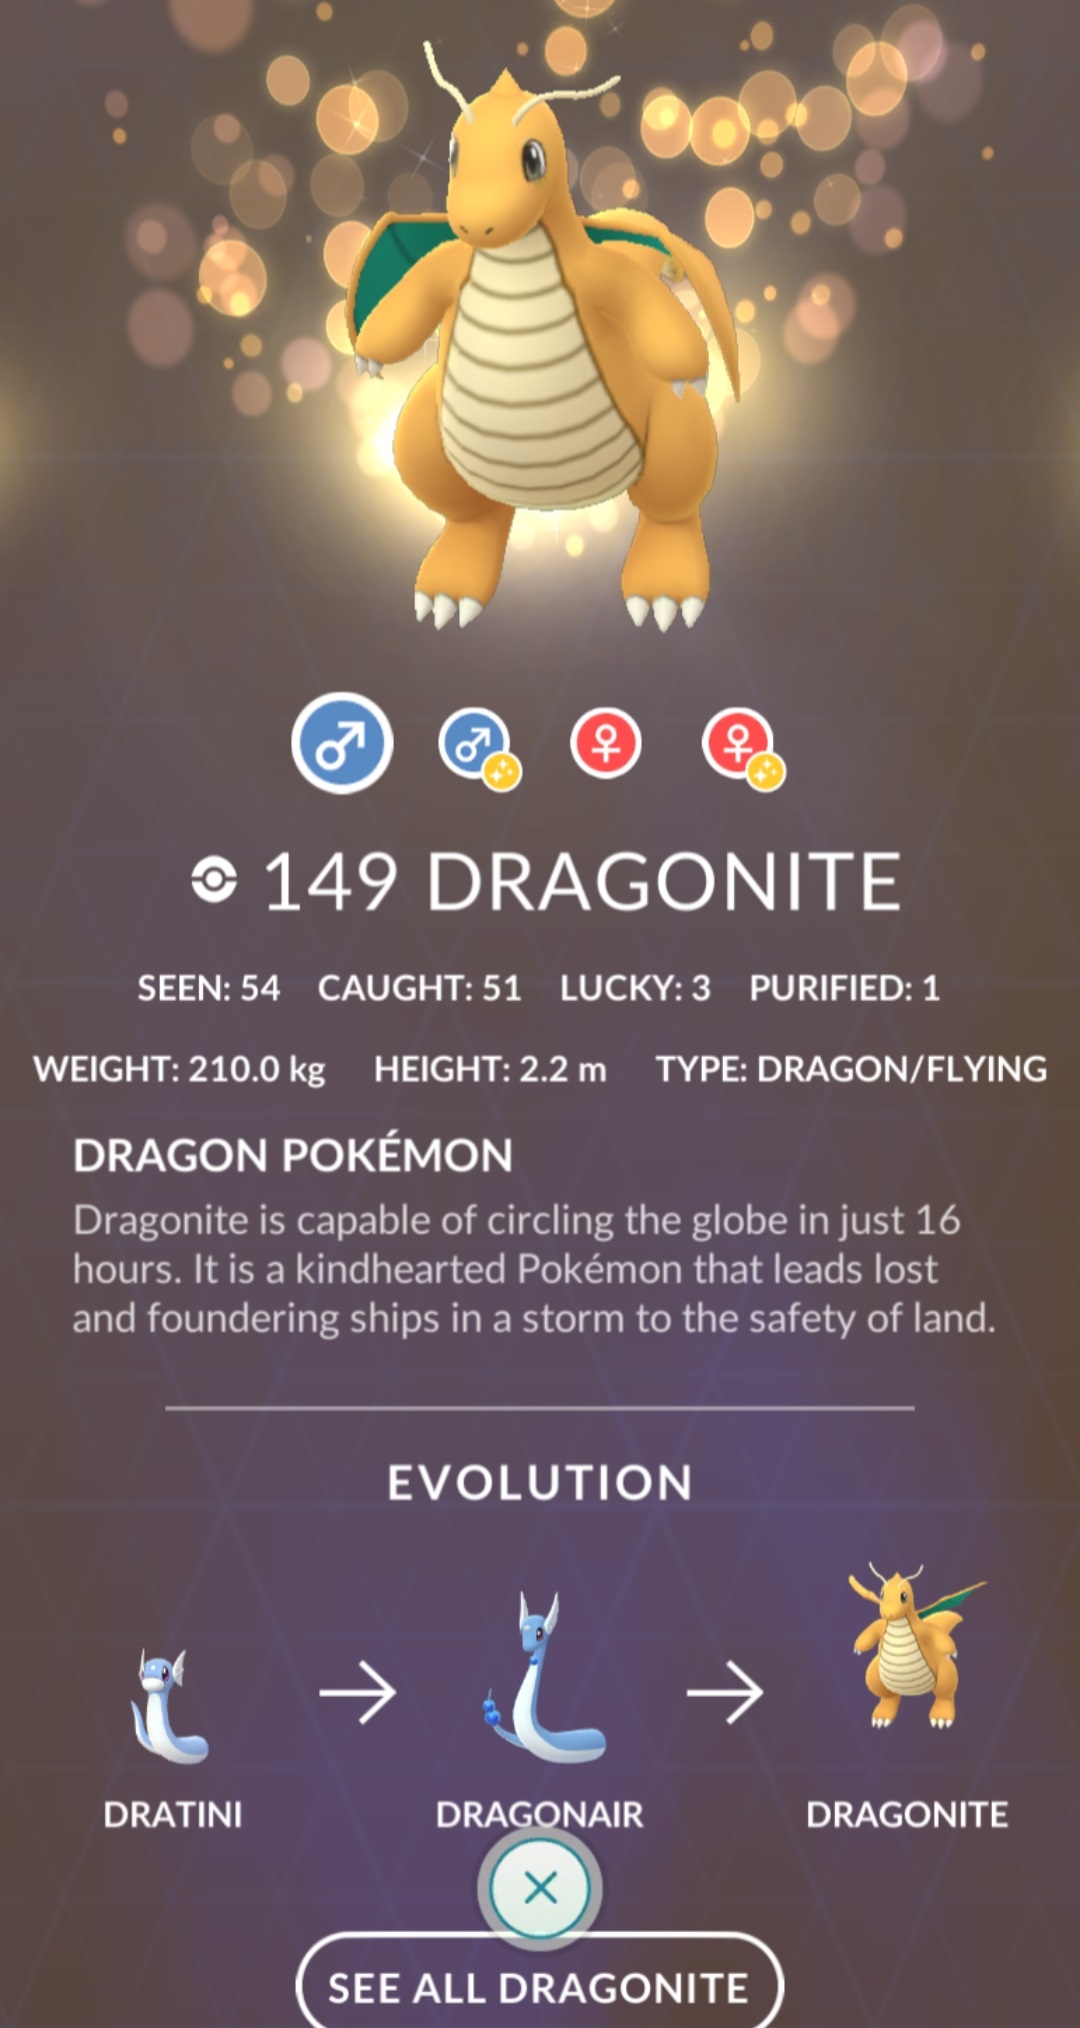 149 DRAGONITE
SEEN: 54 CAUGHT: 51 LUCKY: 3 PURIFIED: 1
WEIGHT: 210.0 kg HEIGHT: 2.2 m TYPE: DRAGON/FLYING
DRAGON POKÉMON
Dragonite is capable of circling the globe in just 16
hours. It is a kindhearted Pokémon that leads lost
and foundering ships in a storm to the safety of land.
EVOLUTION
DRATINI DRAGONAIR DRAGONITE
SEE ALL DRAGONITE